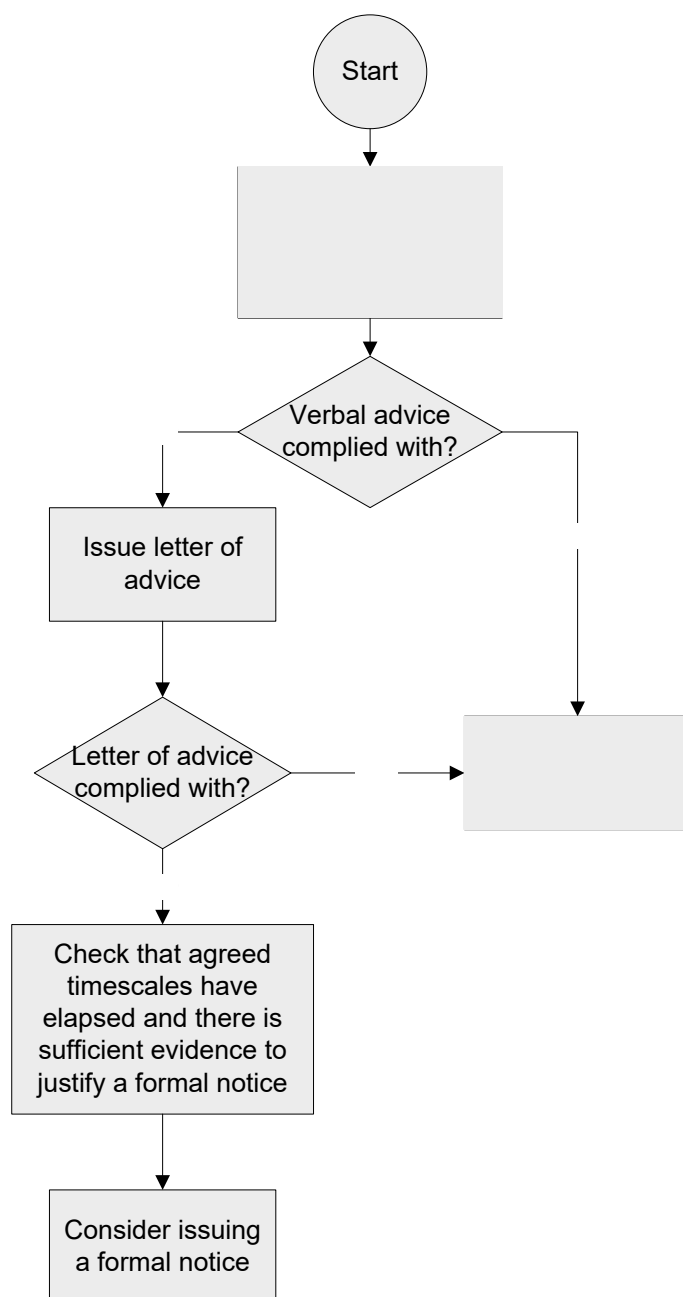 Start
Verbal advice
complied with?
Issue letter of
advice
Letter of advice
complied with?
Check that agreed
timescales have
elapsed and there is
sufficient evidence to
justify a formal notice
Consider issuing
a formal notice